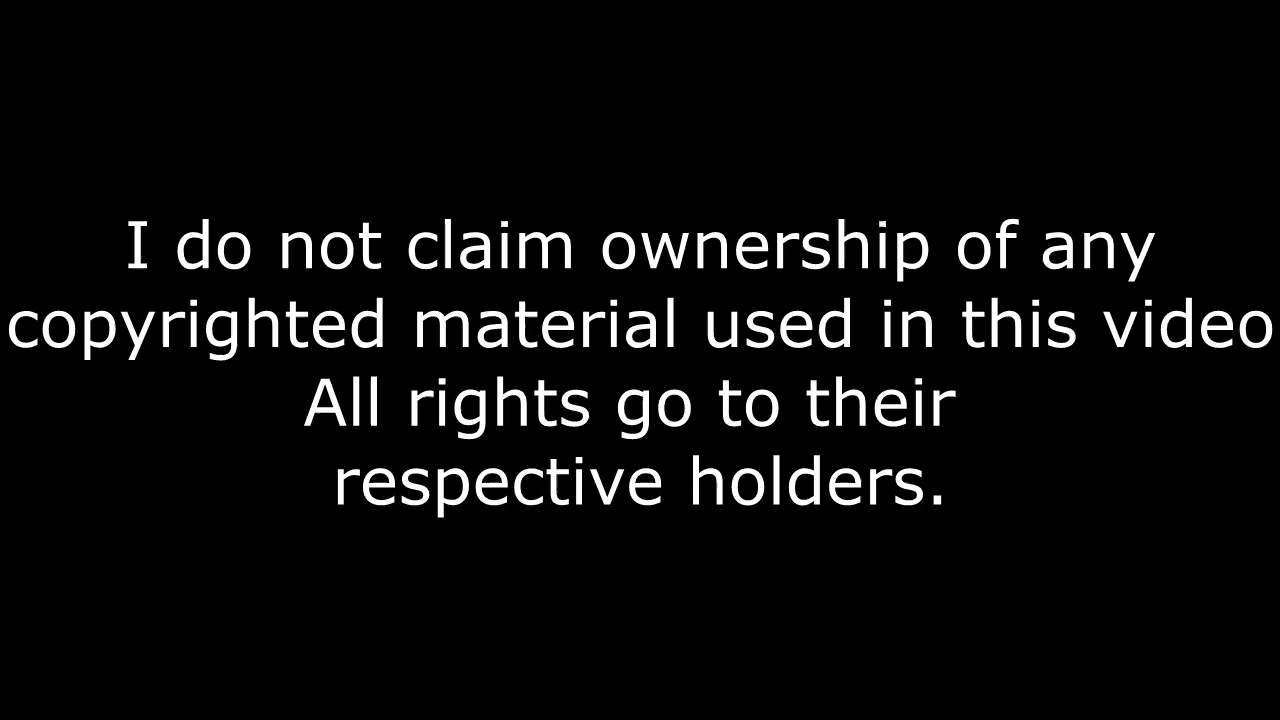 I do not claim ownership of any
copyrighted material used in this video
All rights go to their
respective holders.